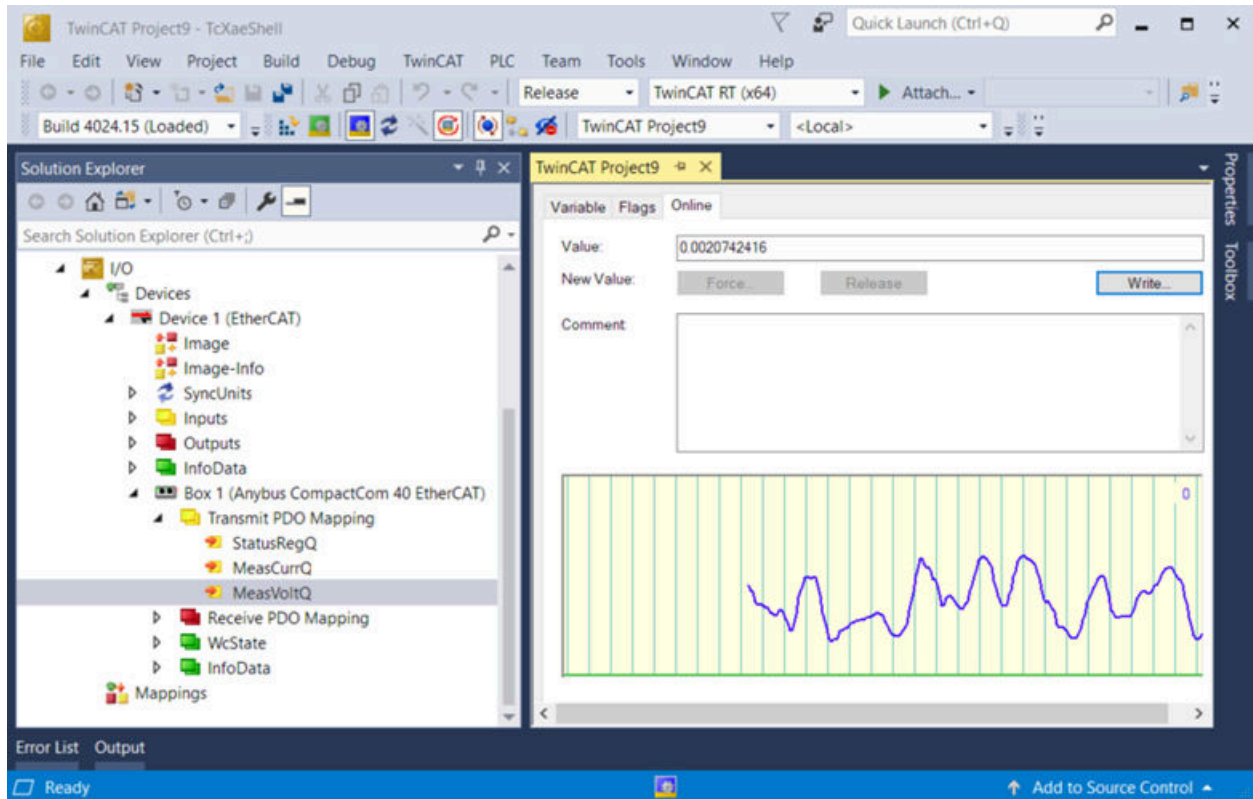 TwinCAT Project9 - TcXaeShell
Quick Launch (Ctrl+Q)
File Edit View Project Build Debug TwinCAT PLC Team Tools Window Help
Release TwinCAT RT (x64) Attach...
Build 4024.15 (Loaded) TwinCAT Project9 <Local>
Solution Explorer
Search Solution Explorer (Ctrl+;)
I/O
Devices
Device 1 (EtherCAT)
Image
Image-Info
SyncUnits
Inputs
Outputs
InfoData
Box 1 (Anybus CompactCom 40 EtherCAT)
Transmit PDO Mapping
StatusRegQ
MeasCurrQ
MeasVoltQ
Receive PDO Mapping
WcState
InfoData
Mappings
TwinCAT Project9
Variable Flags Online
Value: 0.0020742416
New Value: Force... Release Write...
Comment
0
Properties
Toolbox
Error List Output
Ready
Add to Source Control